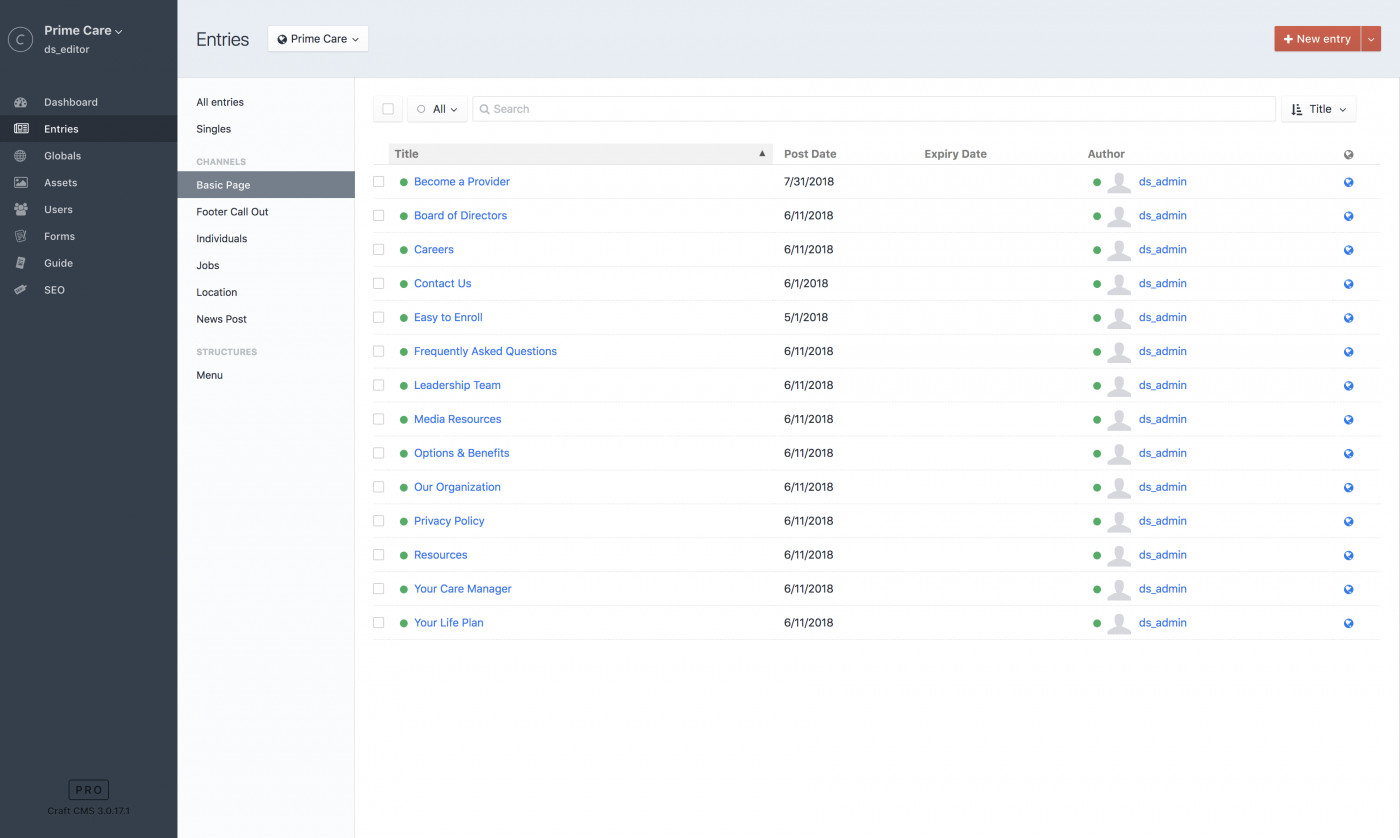 C
Prime Care
ds_editor
Dashboard
Entries
Globals
Assets
Users
Forms
Guide
SEO
PRO
Craft CMS 3.0.17.1
Entries
Prime Care
+ New entry
All entries
Singles
CHANNELS
Basic Page
Footer Call Out
Individuals
Jobs
Location
News Post
STRUCTURES
Menu
All
Search
Title
Title Post Date Expiry Date Author
Become a Provider 7/31/2018 ds_admin
Board of Directors 6/11/2018 ds_admin
Careers 6/11/2018 ds_admin
Contact Us 6/1/2018 ds_admin
Easy to Enroll 5/1/2018 ds_admin
Frequently Asked Questions 6/11/2018 ds_admin
Leadership Team 6/11/2018 ds_admin
Media Resources 6/11/2018 ds_admin
Options & Benefits 6/11/2018 ds_admin
Our Organization 6/11/2018 ds_admin
Privacy Policy 6/11/2018 ds_admin
Resources 6/11/2018 ds_admin
Your Care Manager 6/11/2018 ds_admin
Your Life Plan 6/11/2018 ds_admin